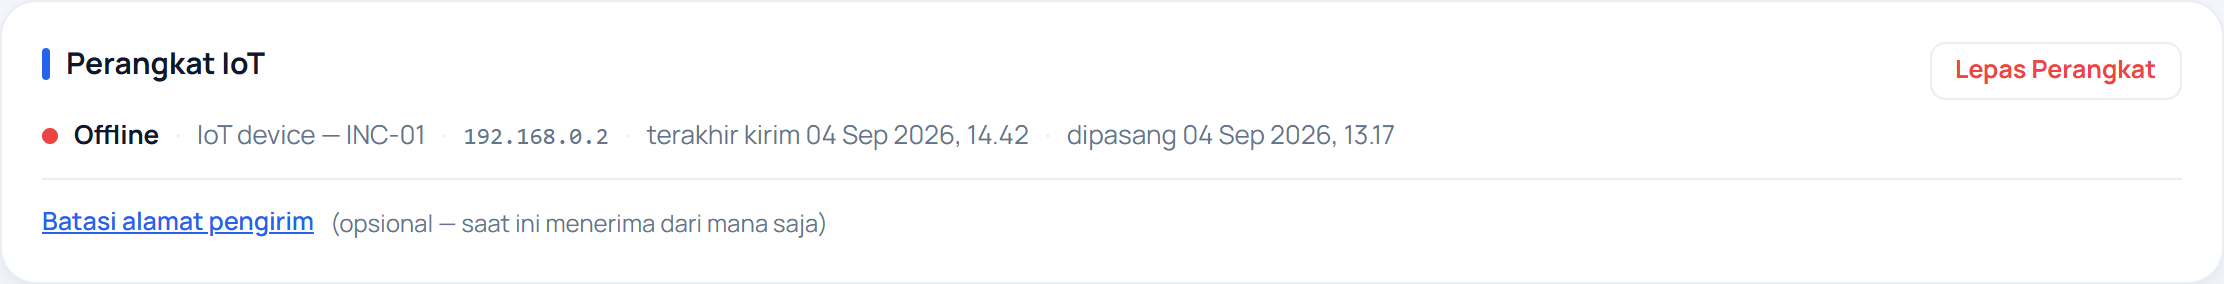 Perangkat IoT
Lepas Perangkat
Offline · IoT device — INC-01 · 192.168.0.2 · terakhir kirim 04 Sep 2026, 14.42 · dipasang 04 Sep 2026, 13.17
Batasi alamat pengirim (opsional — saat ini menerima dari mana saja)